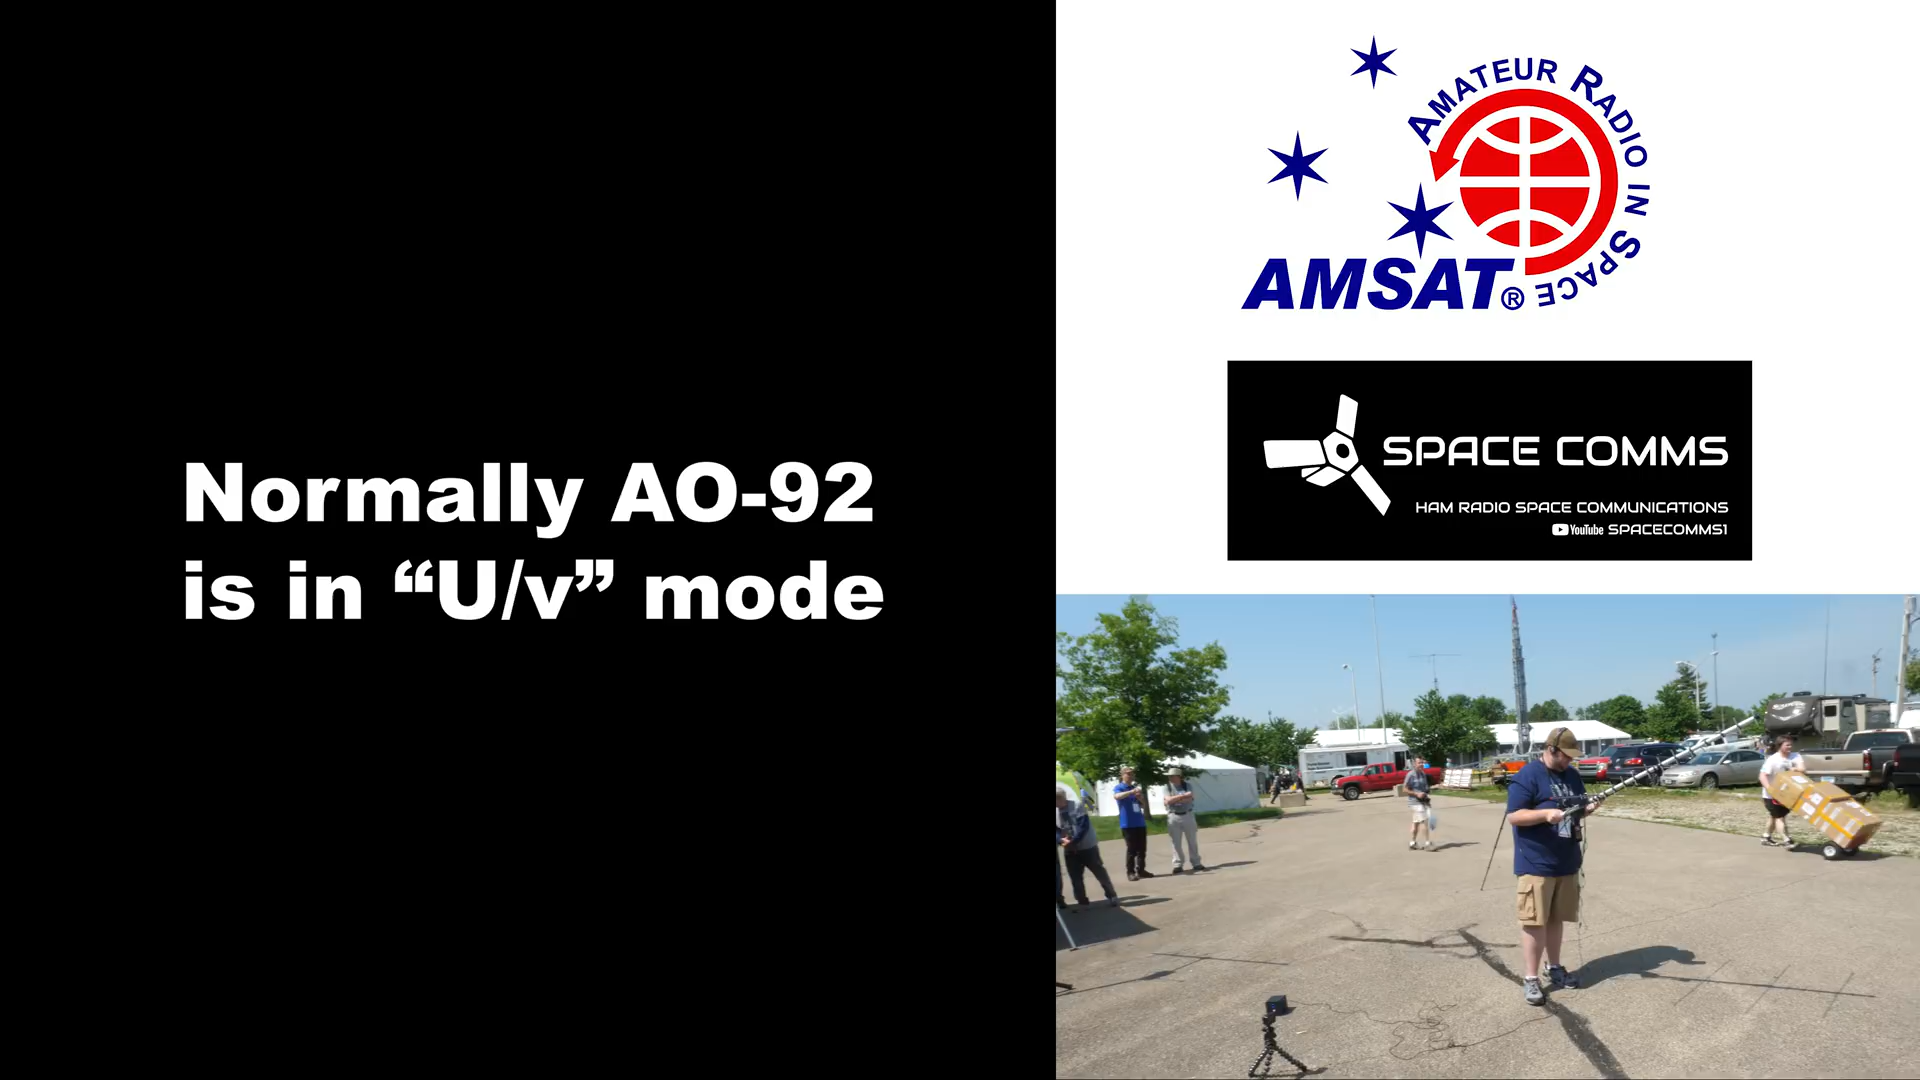 Normally AO-92
is in “U/v” mode
AMATEUR RADIO IN SPACE
AMSAT®
SPACE COMMS
HAM RADIO SPACE COMMUNICATIONS
YouTube SPACECOMMS1